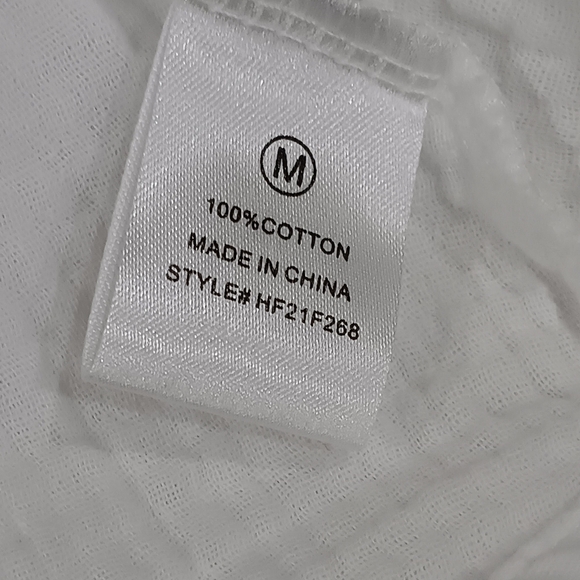 M
100%COTTON
MADE IN CHINA
STYLE# HF21F268